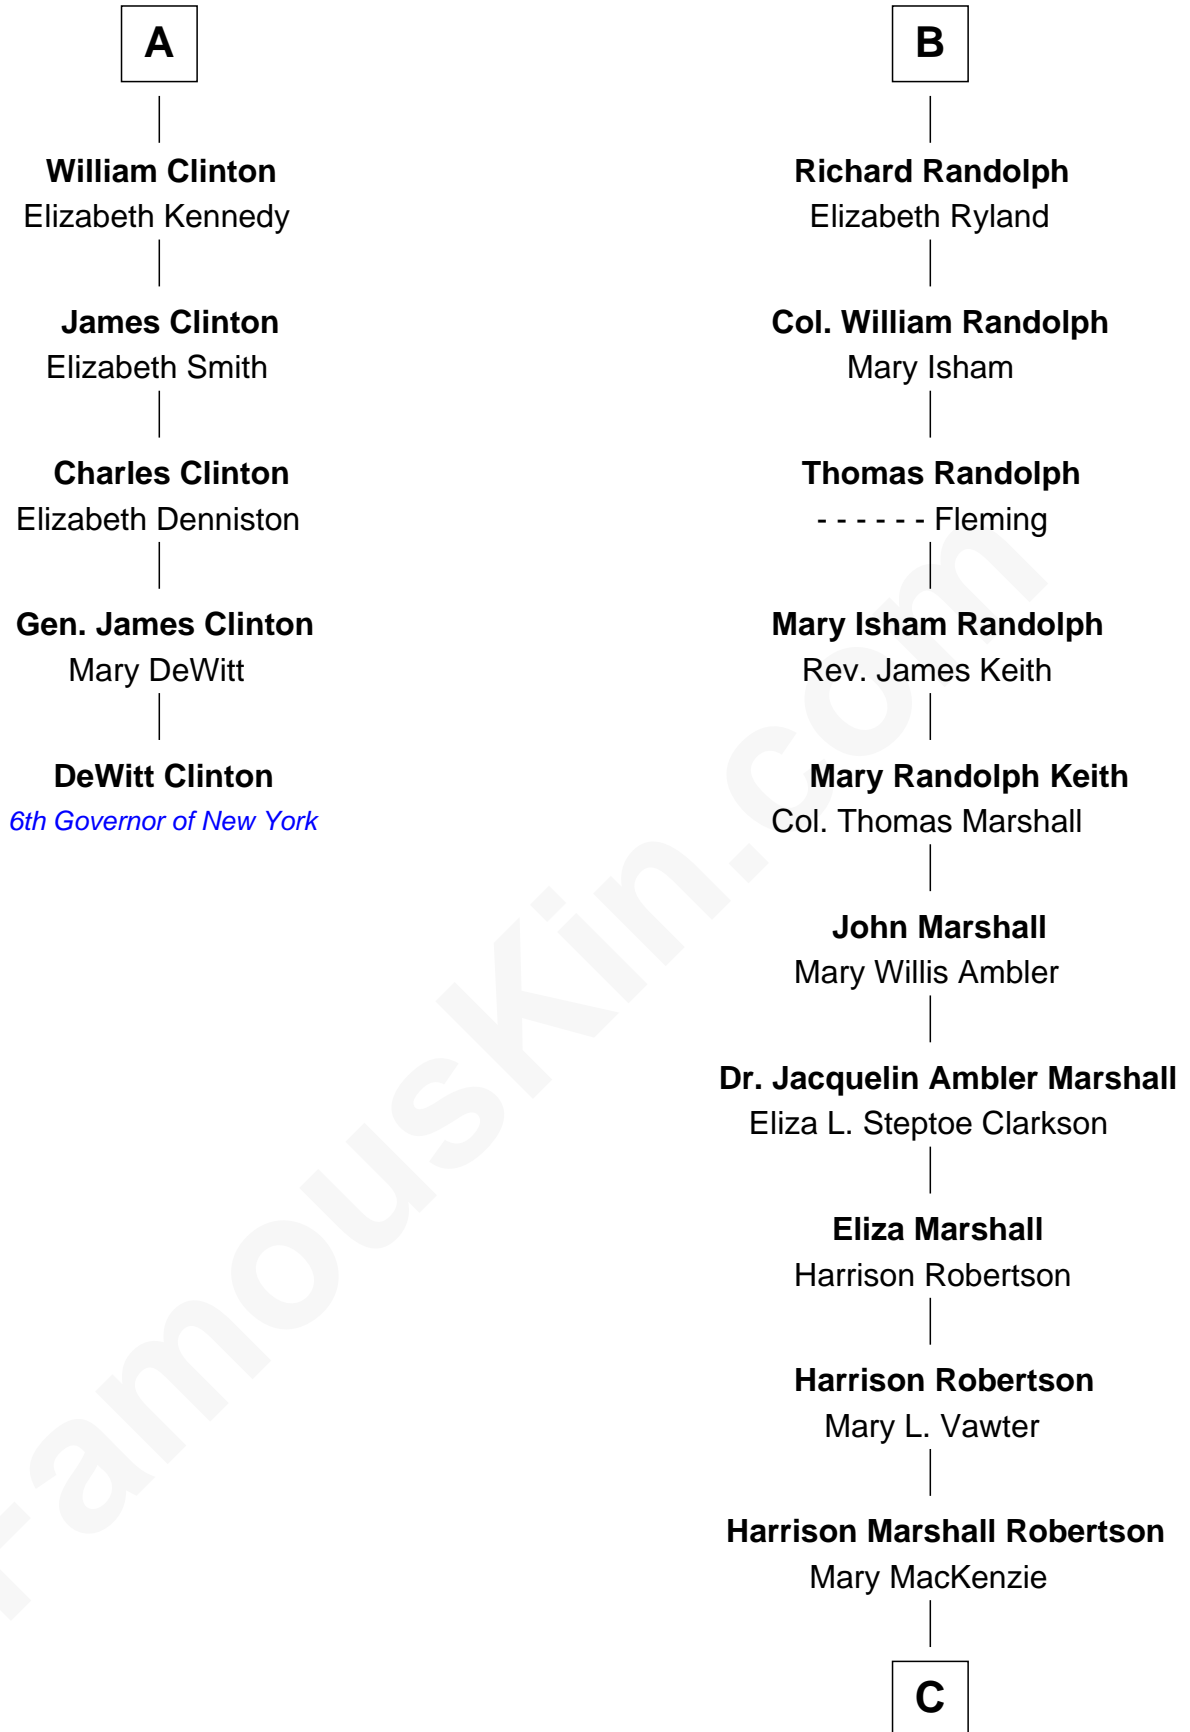 A
William Clinton
Elizabeth Kennedy
James Clinton
Elizabeth Smith
Charles Clinton
Elizabeth Denniston
Gen. James Clinton
Mary DeWitt
DeWitt Clinton
6th Governor of New York
B
Richard Randolph
Elizabeth Ryland
Col. William Randolph
Mary Isham
Thomas Randolph
- - - - - - Fleming
Mary Isham Randolph
Rev. James Keith
Mary Randolph Keith
Col. Thomas Marshall
John Marshall
Mary Willis Ambler
Dr. Jacquelin Ambler Marshall
Eliza L. Steptoe Clarkson
Eliza Marshall
Harrison Robertson
Harrison Robertson
Mary L. Vawter
Harrison Marshall Robertson
Mary MacKenzie
C
FamousKin.com